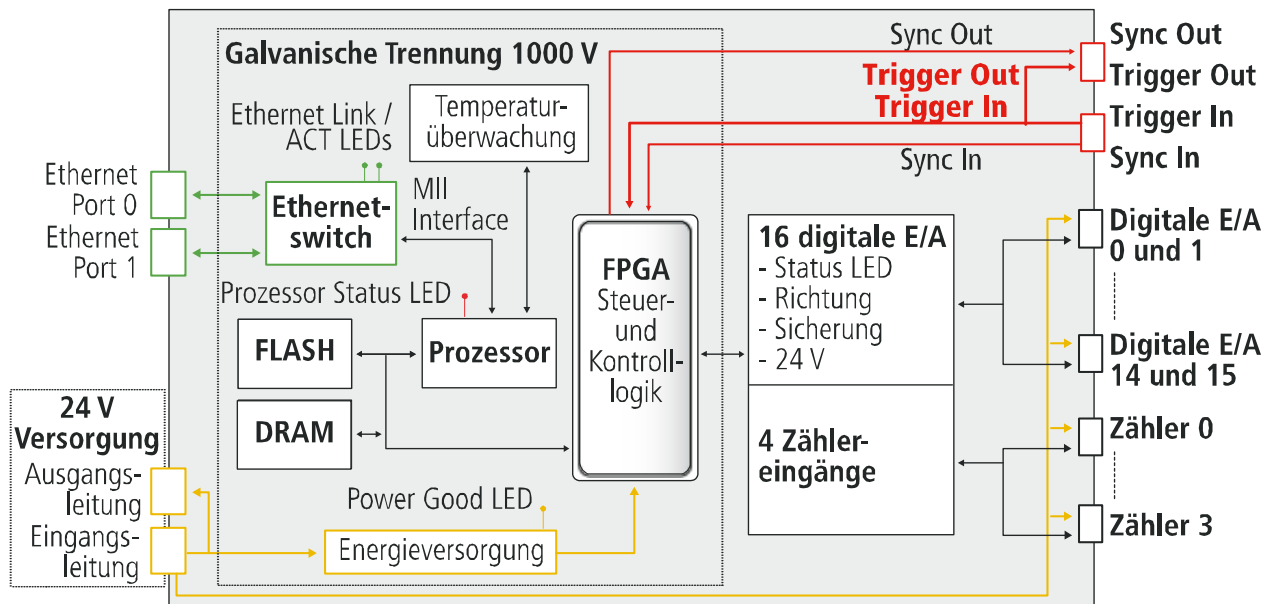 Galvanische Trennung 1000 V
Ethernet Link /
ACT LEDs
Temperatur-
überwachung
Ethernet
Port 0
Ethernet
Port 1
Ethernet-
switch
MII
Interface
Prozessor Status LED
FLASH
Prozessor
DRAM
FPGA
Steuer-
und
Kontroll-
logik
24 V
Versorgung
Ausgangs-
leitung
Eingangs-
leitung
Power Good LED
Energieversorgung
Sync Out
Trigger Out
Trigger In
Sync In
16 digitale E/A
- Status LED
- Richtung
- Sicherung
- 24 V
4 Zähler-
eingänge
Sync Out
Trigger Out
Trigger In
Sync In
Digitale E/A
0 und 1
Digitale E/A
14 und 15
Zähler 0
Zähler 3